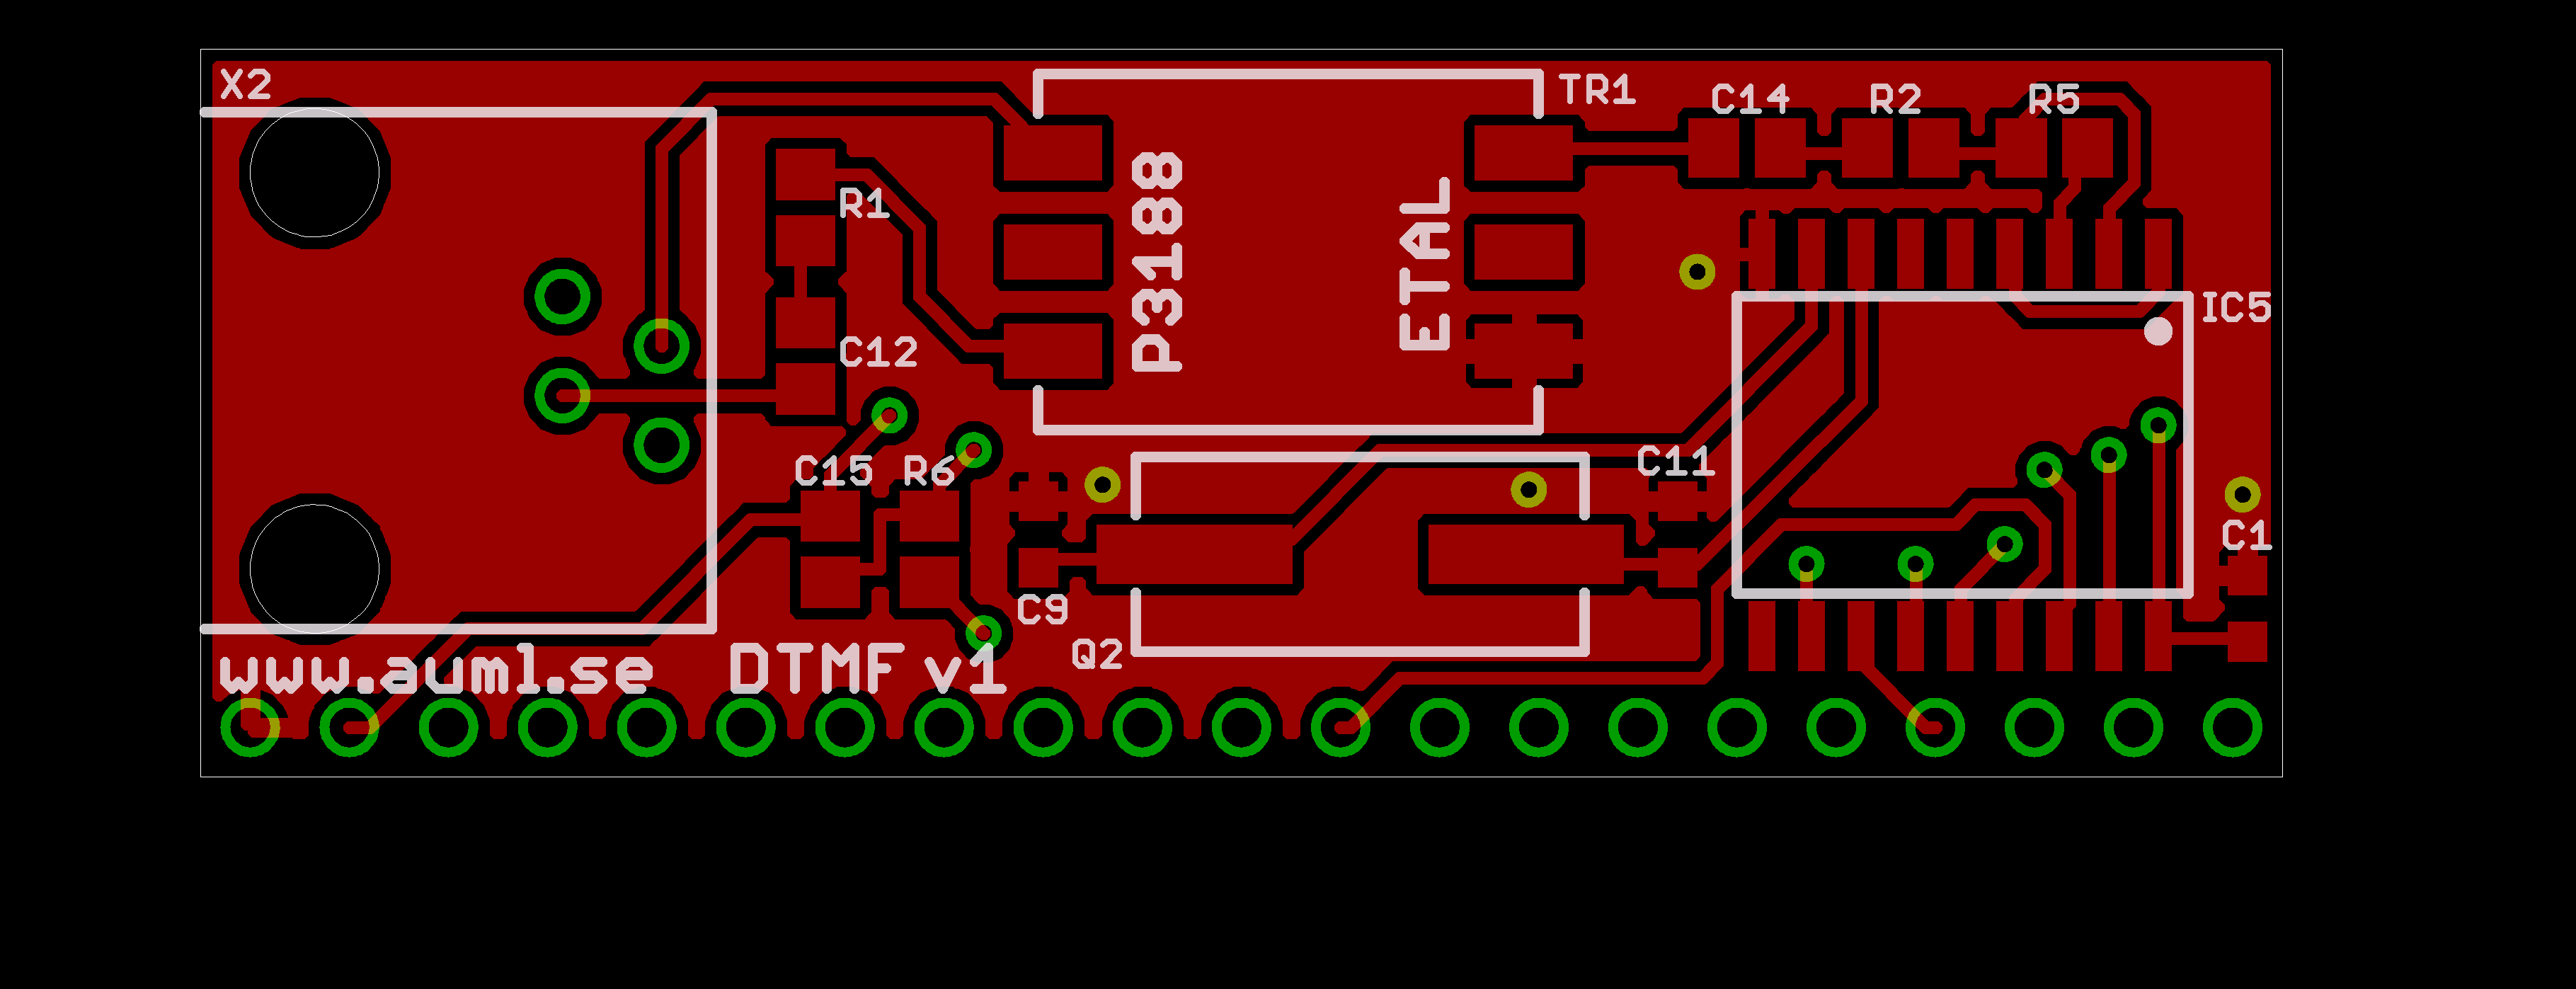 X2
TR1
C14
R2
R5
R1
P3188
ETAL
IC5
C12
C15
R6
C11
C1
C9
Q2
www.auml.se
DTMF v1